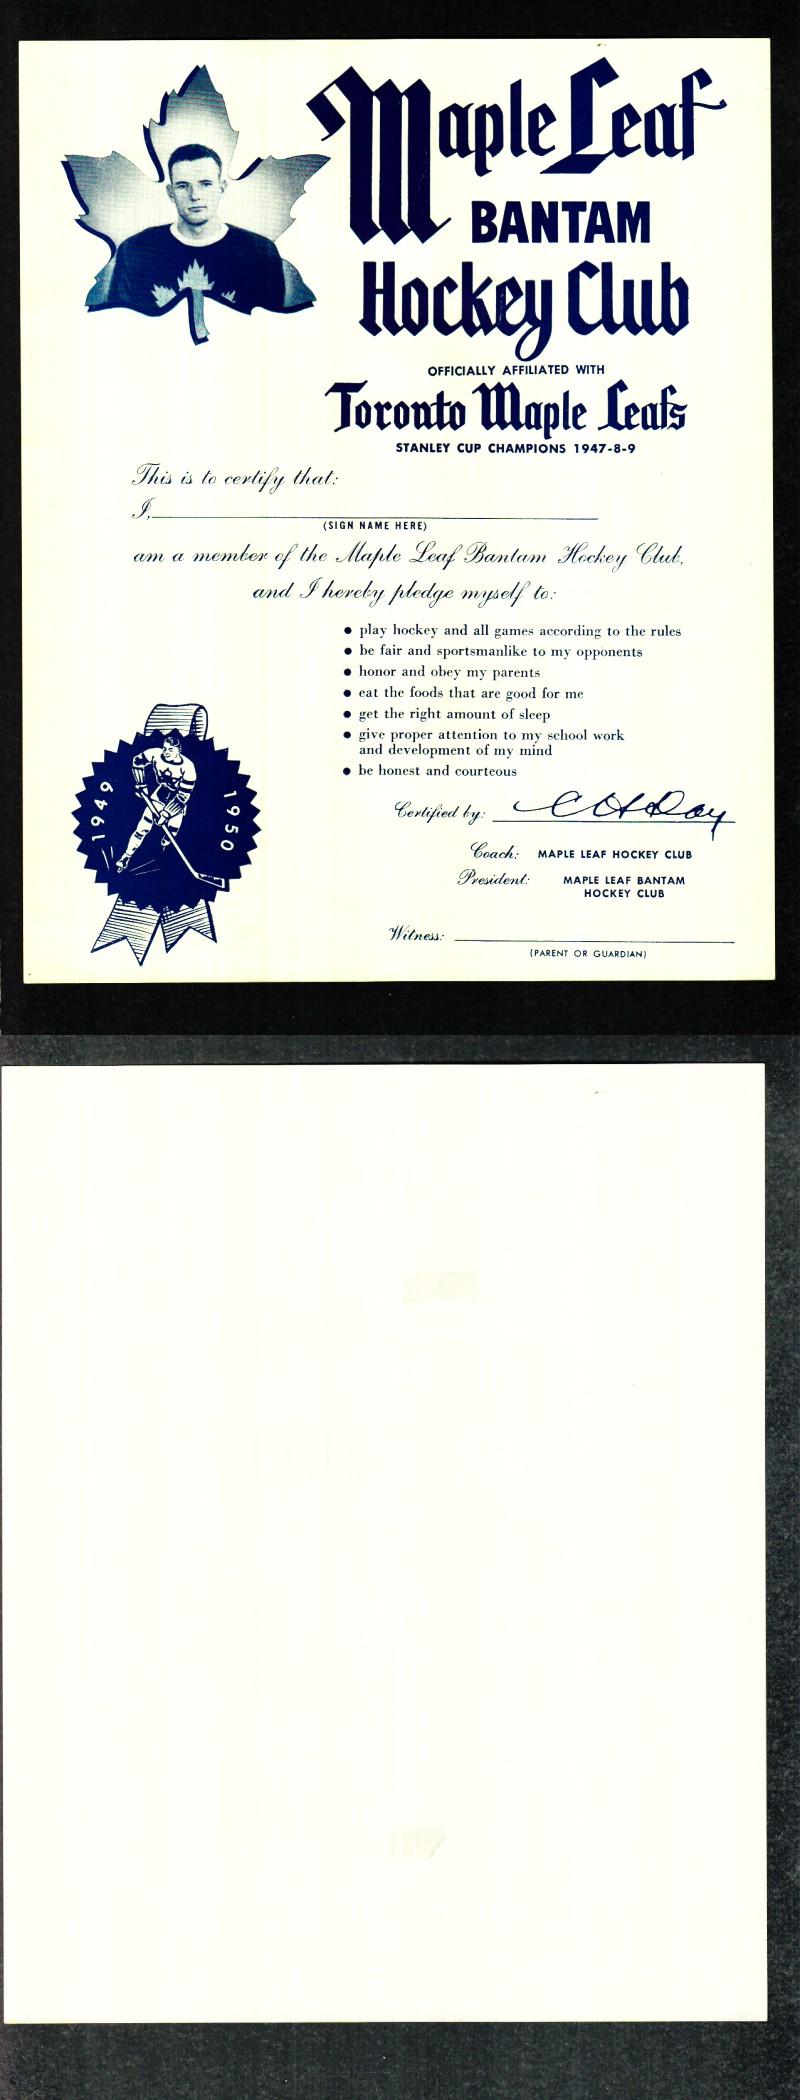 Maple Leaf
BANTAM
Hockey Club
OFFICIALLY AFFILIATED WITH
Toronto Maple Leafs
STANLEY CUP CHAMPIONS 1947-8-9
This is to certify that:
I,
(SIGN NAME HERE)
am a member of the Maple Leaf Bantam Hockey Club,
and I hereby pledge myself to:
• play hockey and all games according to the rules
• be fair and sportsmanlike to my opponents
• honor and obey my parents
• eat the foods that are good for me
• get the right amount of sleep
• give proper attention to my school work
and development of my mind
• be honest and courteous
1949 1950
Certified by: C H Day
Coach: MAPLE LEAF HOCKEY CLUB
President: MAPLE LEAF BANTAM
HOCKEY CLUB
Witness:
(PARENT OR GUARDIAN)